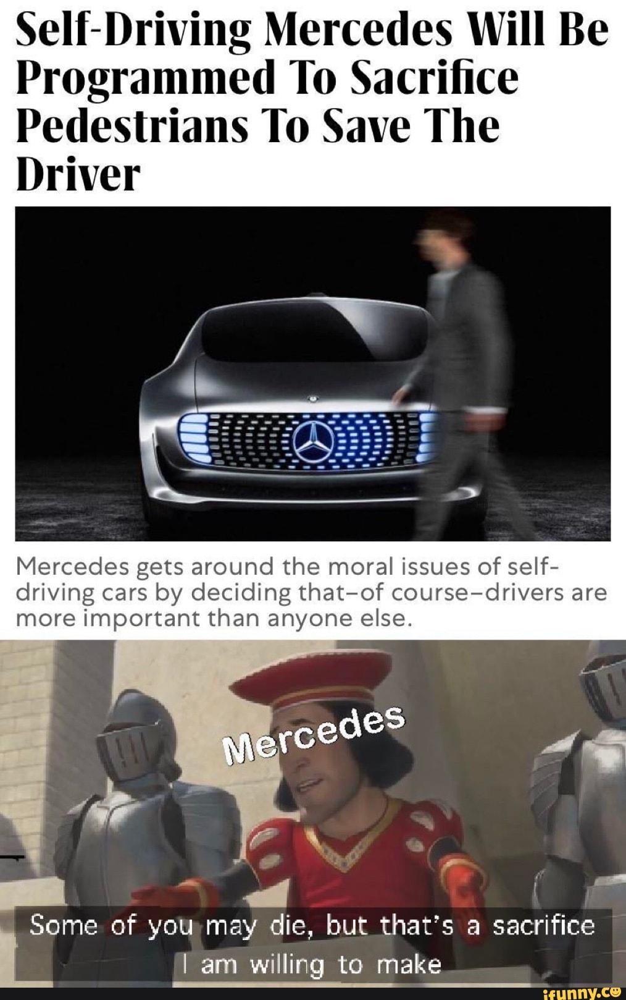 Self-Driving Mercedes Will Be
Programmed To Sacrifice
Pedestrians To Save The
Driver
Mercedes gets around the moral issues of self-
driving cars by deciding that–of course–drivers are
more important than anyone else.
Mercedes
Some of you may die, but that's a sacrifice
I am willing to make
ifunny.co